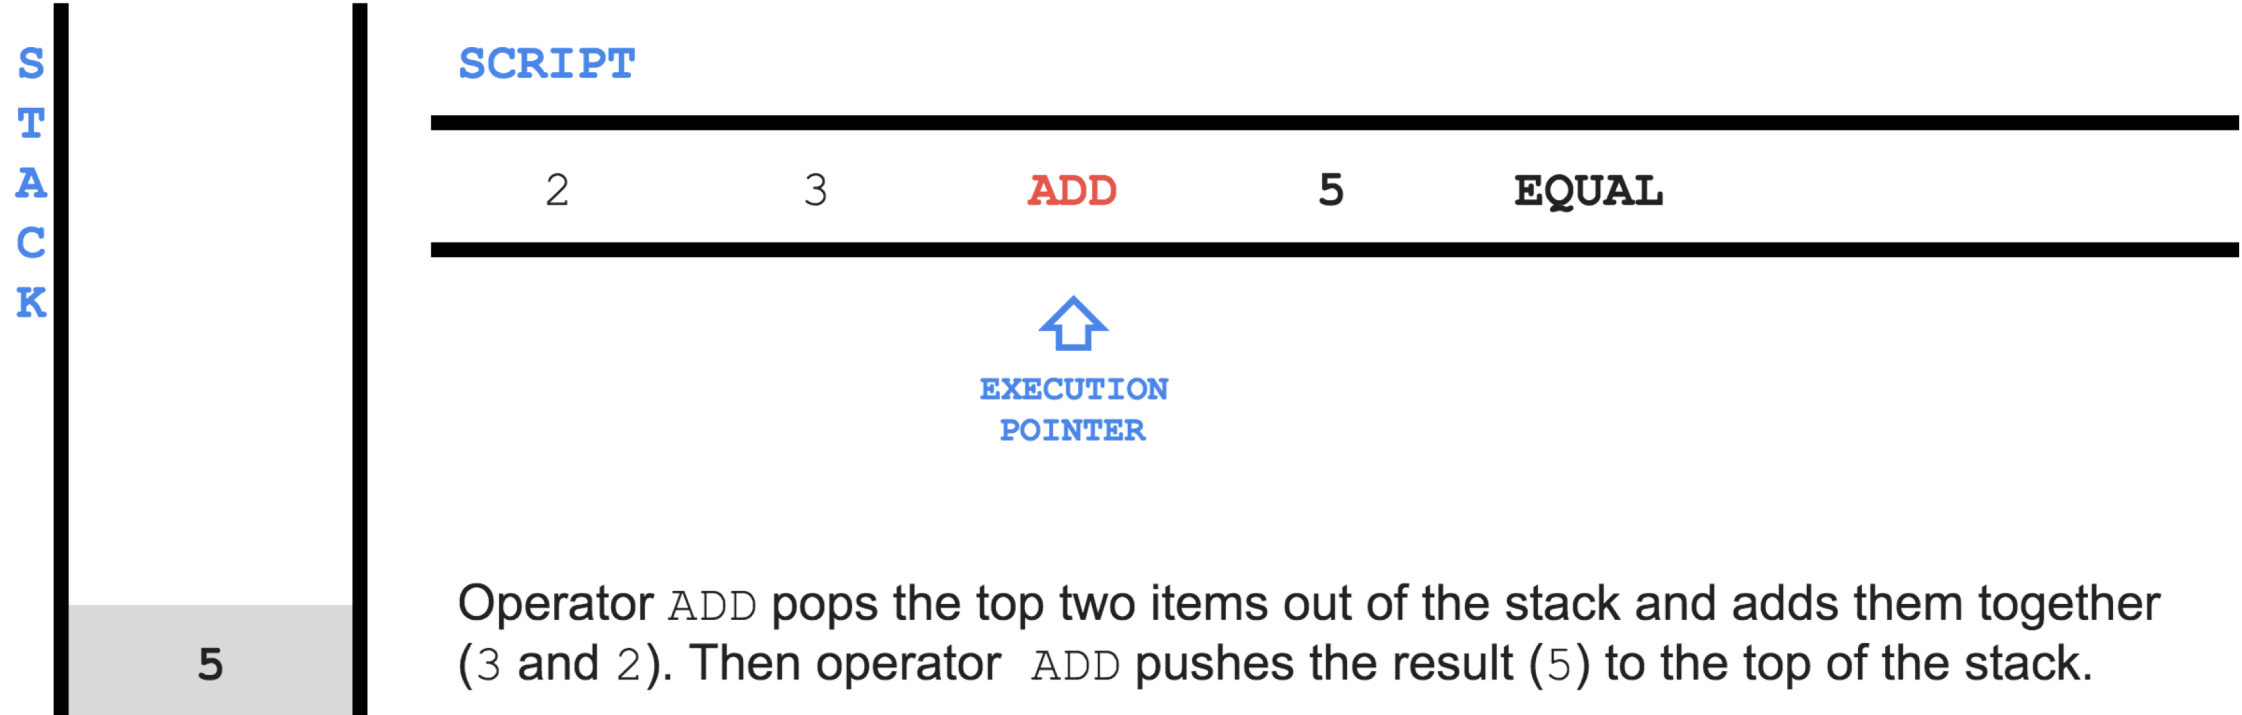 S
T
A
C
K
SCRIPT
2 3 ADD 5 EQUAL
EXECUTION
POINTER
Operator ADD pops the top two items out of the stack and adds them together
(3 and 2). Then operator ADD pushes the result (5) to the top of the stack.
5